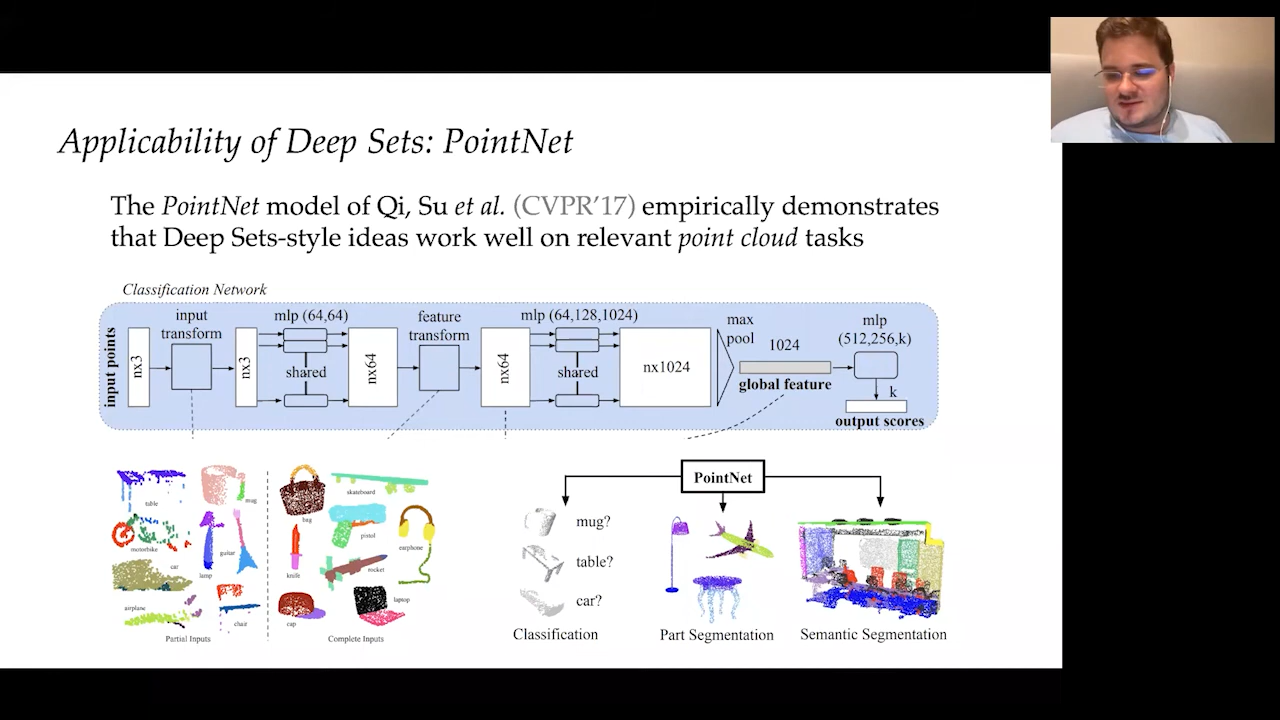 Applicability of Deep Sets: PointNet
The PointNet model of Qi, Su et al. (CVPR'17) empirically demonstrates
that Deep Sets-style ideas work well on relevant point cloud tasks
Classification Network
input points
nx3
input
transform
nx3
mlp (64,64)
shared
nx64
feature
transform
nx64
mlp (64,128,1024)
shared
nx1024
max
pool
1024
global feature
mlp
(512,256,k)
k
output scores
table
mug
motorbike
guitar
car
lamp
airplane
chair
Partial Inputs
bag
skateboard
pistol
earphone
knife
rocket
cap
laptop
Complete Inputs
PointNet
mug?
table?
car?
Classification
Part Segmentation
Semantic Segmentation